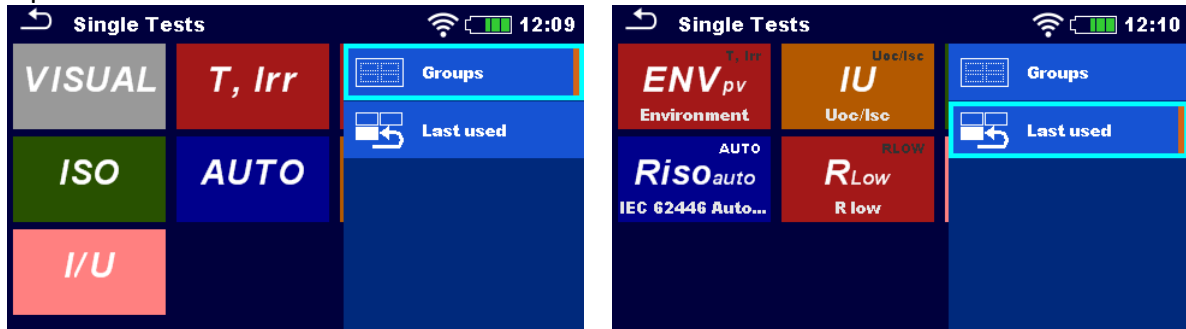 Single Tests 12:09
VISUAL T, Irr
Groups
Last used
ISO AUTO
I/U
Single Tests 12:10
T, Irr Uoc/Isc
ENVpv IU
Environment Uoc/Isc
Groups
Last used
AUTO RLOW
Risoauto RLow
IEC 62446 Auto... R low